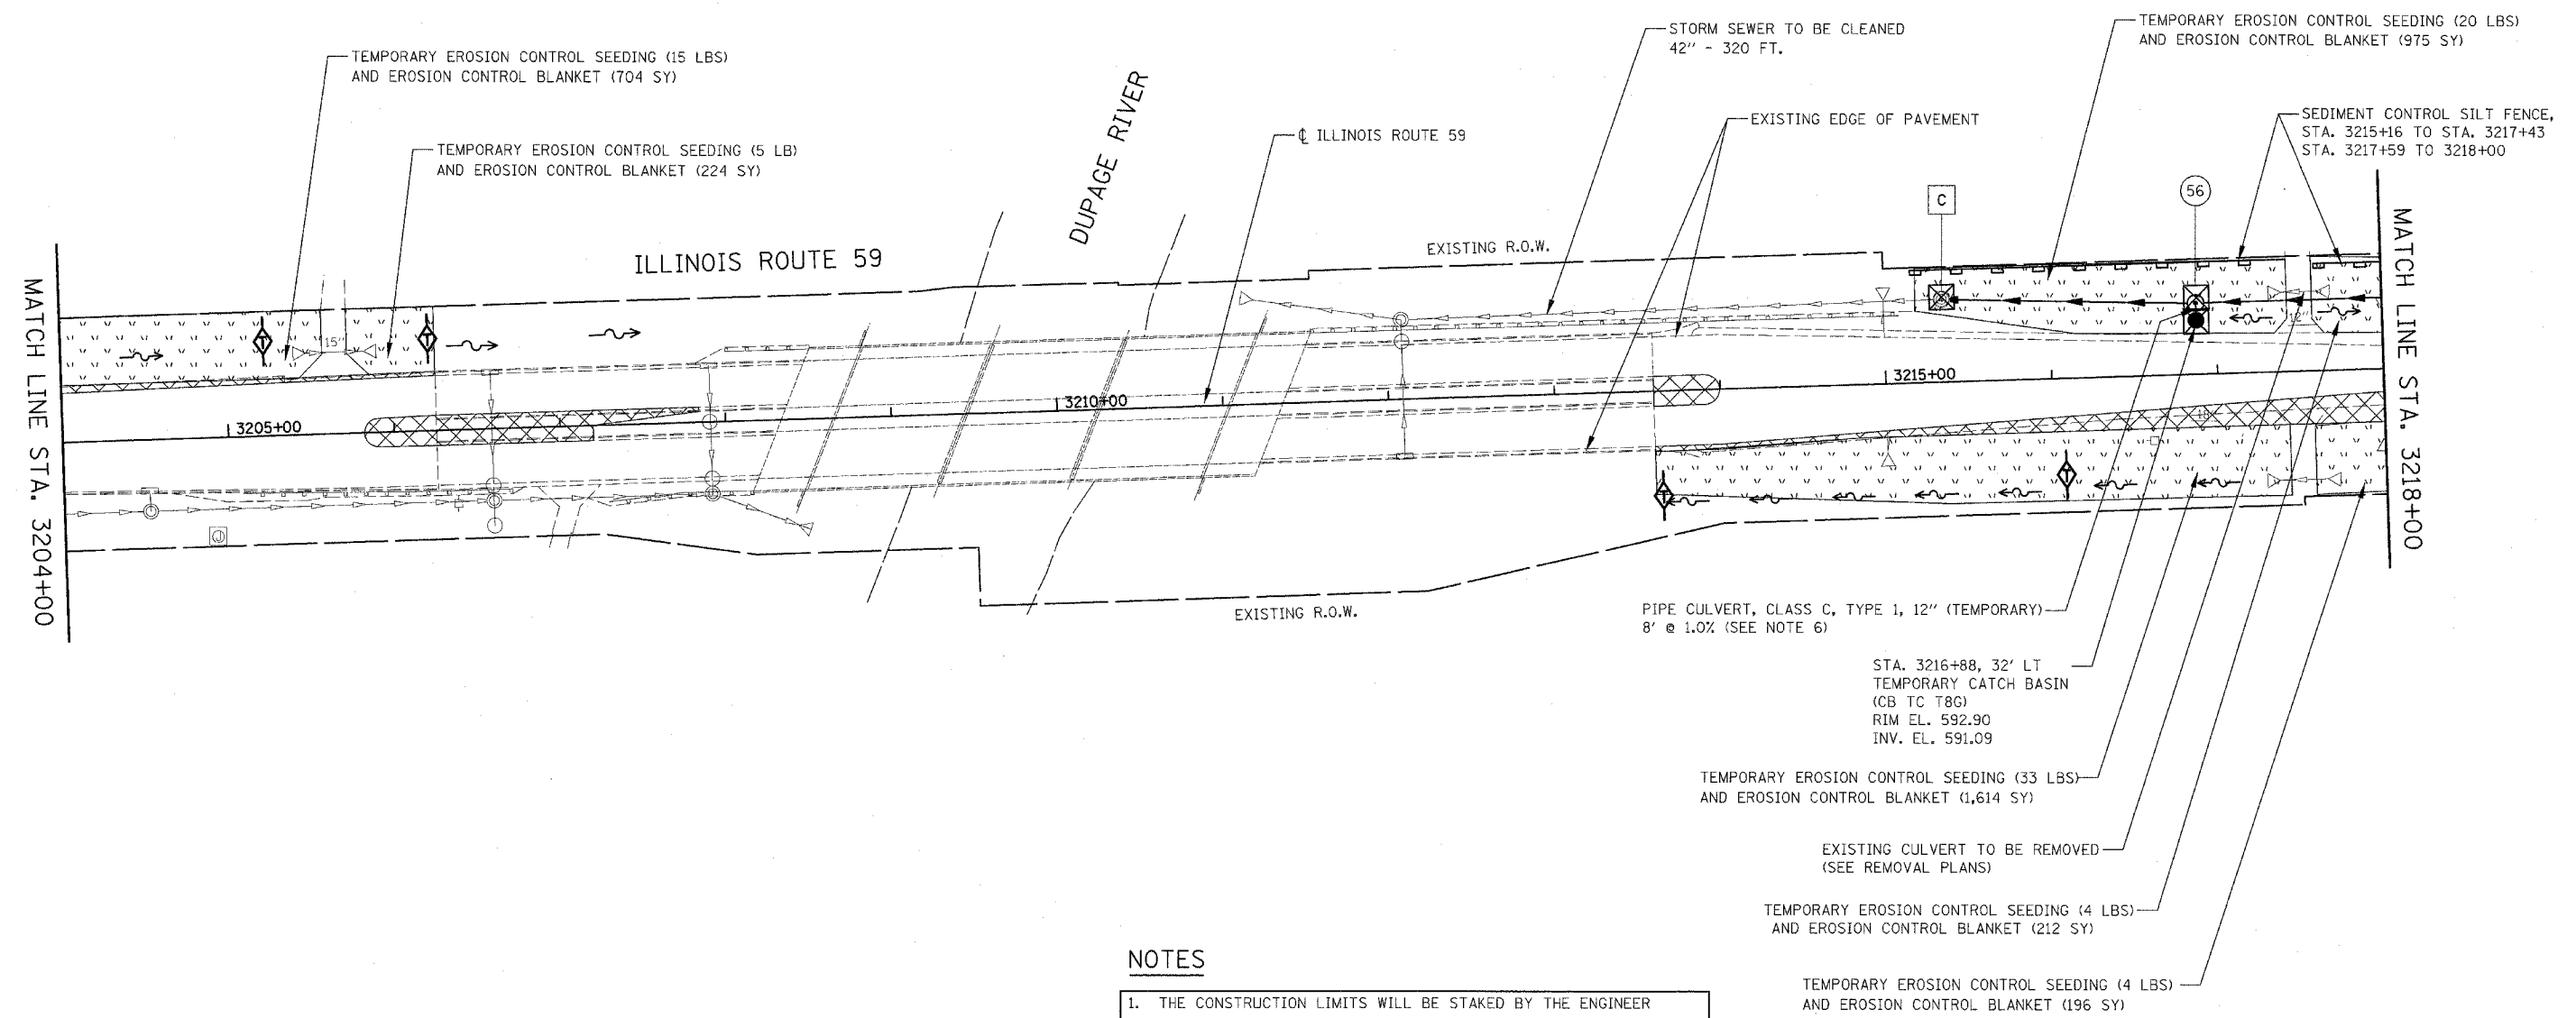 TEMPORARY EROSION CONTROL SEEDING (15 LBS)
AND EROSION CONTROL BLANKET (704 SY)
TEMPORARY EROSION CONTROL SEEDING (5 LB)
AND EROSION CONTROL BLANKET (224 SY)
DUPAGE RIVER
STORM SEWER TO BE CLEANED
42" - 320 FT.
℄ ILLINOIS ROUTE 59
EXISTING EDGE OF PAVEMENT
TEMPORARY EROSION CONTROL SEEDING (20 LBS)
AND EROSION CONTROL BLANKET (975 SY)
SEDIMENT CONTROL SILT FENCE,
STA. 3215+16 TO STA. 3217+43
STA. 3217+59 TO 3218+00
C
56
ILLINOIS ROUTE 59
EXISTING R.O.W.
MATCH LINE STA. 3204+00
MATCH LINE STA. 3218+00
T
T
15"
12"
3205+00
3210+00
3215+00
18"
T
T
J
EXISTING R.O.W.
PIPE CULVERT, CLASS C, TYPE 1, 12" (TEMPORARY)
8' @ 1.0% (SEE NOTE 6)
STA. 3216+88, 32' LT
TEMPORARY CATCH BASIN
(CB TC T8G)
RIM EL. 592.90
INV. EL. 591.09
TEMPORARY EROSION CONTROL SEEDING (33 LBS)
AND EROSION CONTROL BLANKET (1,614 SY)
EXISTING CULVERT TO BE REMOVED
(SEE REMOVAL PLANS)
TEMPORARY EROSION CONTROL SEEDING (4 LBS)
AND EROSION CONTROL BLANKET (212 SY)
TEMPORARY EROSION CONTROL SEEDING (4 LBS)
AND EROSION CONTROL BLANKET (196 SY)
NOTES
1. THE CONSTRUCTION LIMITS WILL BE STAKED BY THE ENGINEER